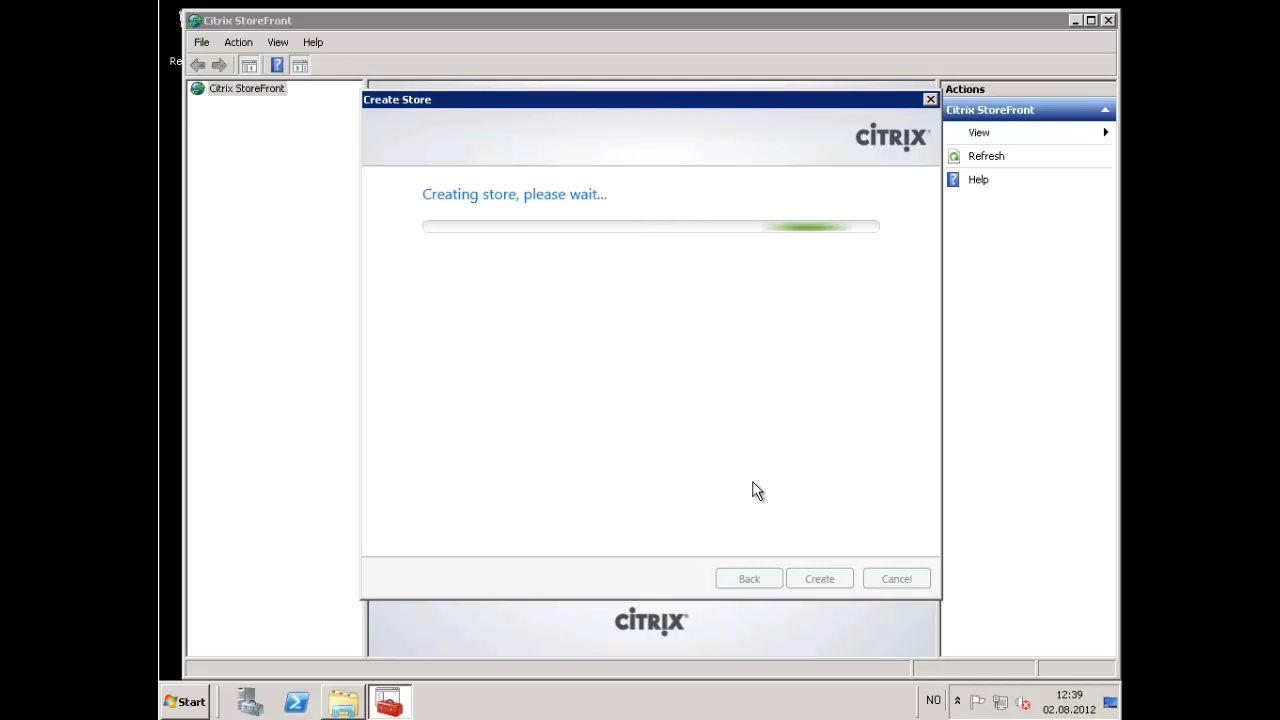 Citrix StoreFront
File Action View Help
Re
Citrix StoreFront
Create Store
CITRIX
Creating store, please wait...
Back Create Cancel
CITRIX
Actions
Citrix StoreFront
View
Refresh
Help
Start
NO
12:39
02.08.2012